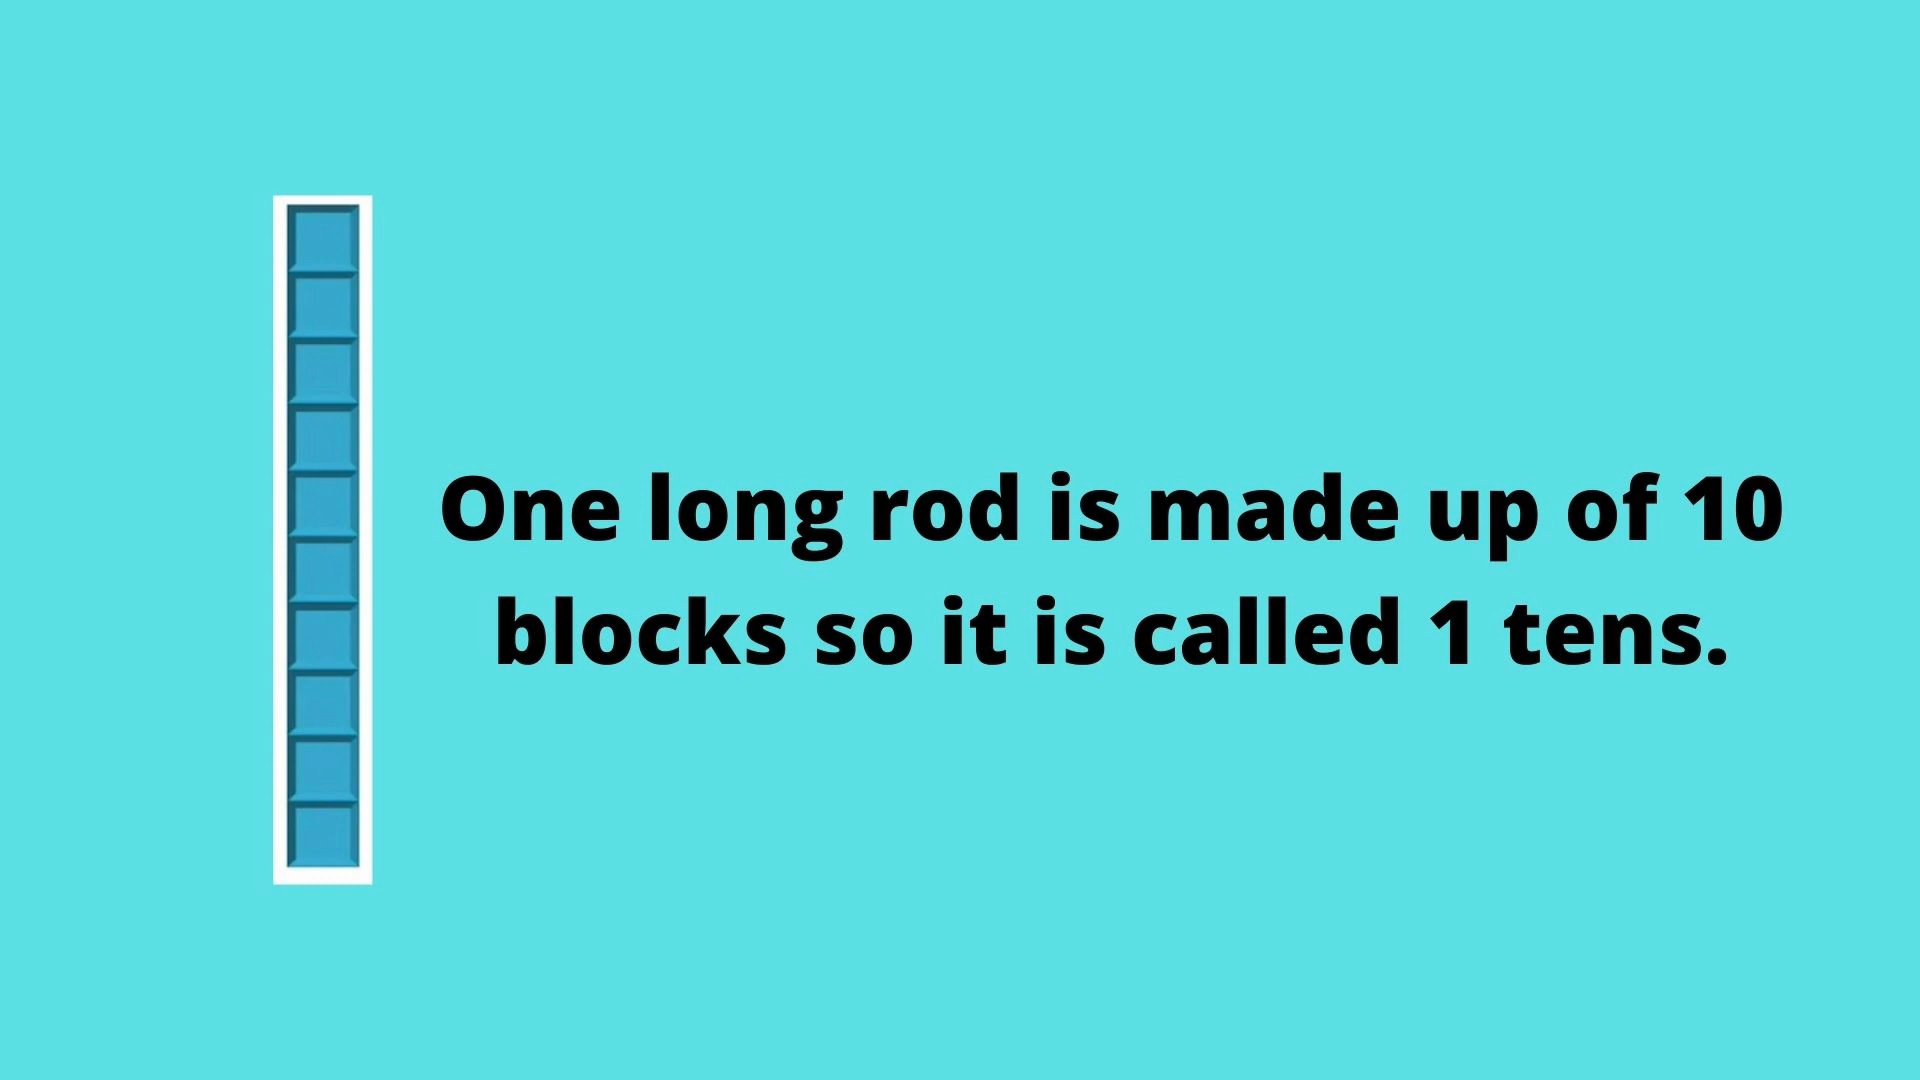 One long rod is made up of 10
blocks so it is called 1 tens.